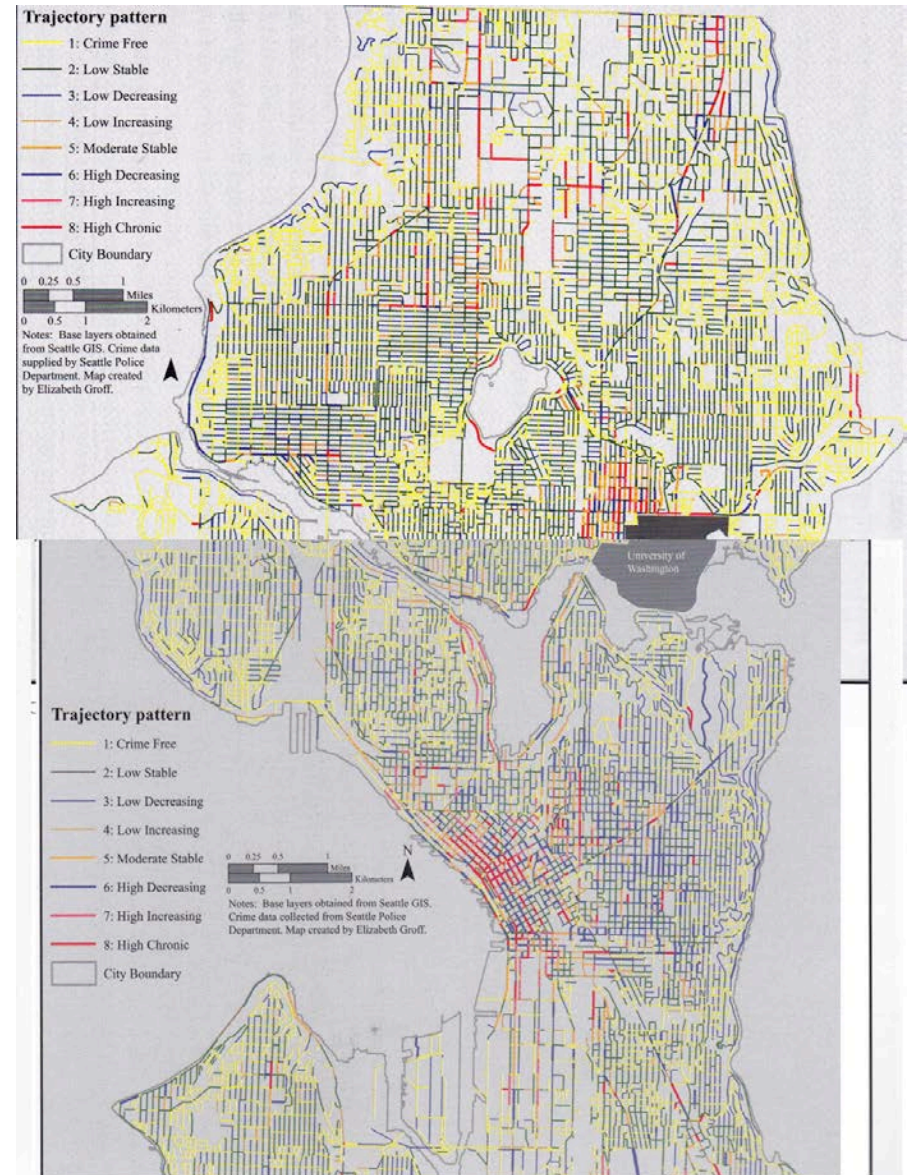 Trajectory pattern
1: Crime Free
2: Low Stable
3: Low Decreasing
4: Low Increasing
5: Moderate Stable
6: High Decreasing
7: High Increasing
8: High Chronic
City Boundary
0 0.25 0.5 1
Miles
Kilometers
0 0.5 1 2
Notes: Base layers obtained
from Seattle GIS. Crime data
supplied by Seattle Police
Department. Map created
by Elizabeth Groff.
University of
Washington
Trajectory pattern
1: Crime Free
2: Low Stable
3: Low Decreasing
4: Low Increasing
5: Moderate Stable
6: High Decreasing
7: High Increasing
8: High Chronic
City Boundary
0 0.25 0.5 1
Miles
Kilometers
0 0.5 1 2
N
Notes: Base layers obtained from Seattle GIS.
Crime data collected from Seattle Police
Department. Map created by Elizabeth Groff.